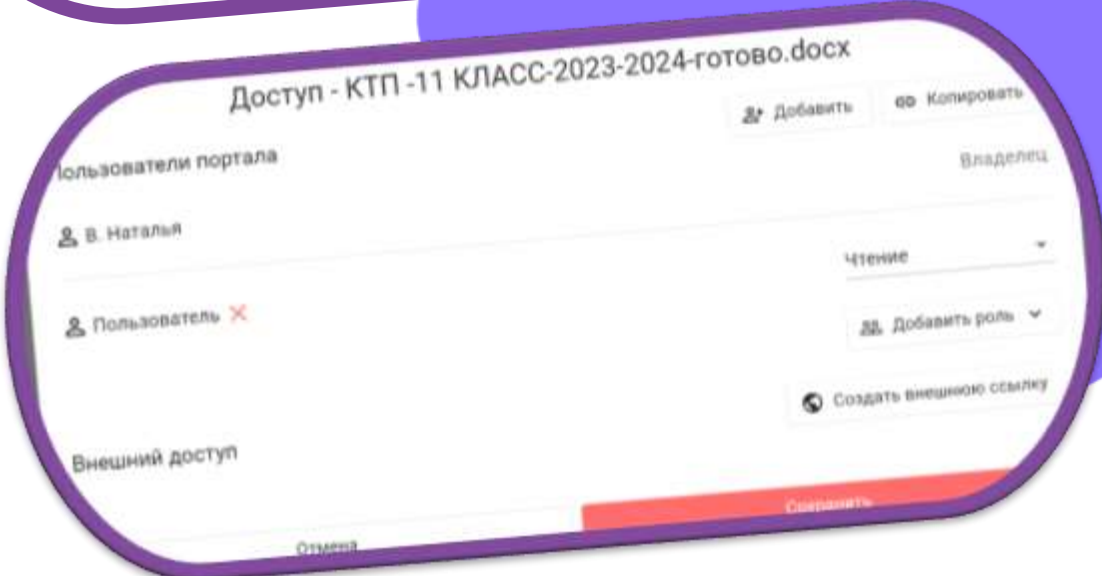 Доступ - КТП -11 КЛАСС-2023-2024-готово.docx
Добавить Копировать
Пользователи портала
В. Наталья Владелец
Пользователь Чтение
Добавить роль
Создать внешнюю ссылку
Внешний доступ
Отмена Сохранить